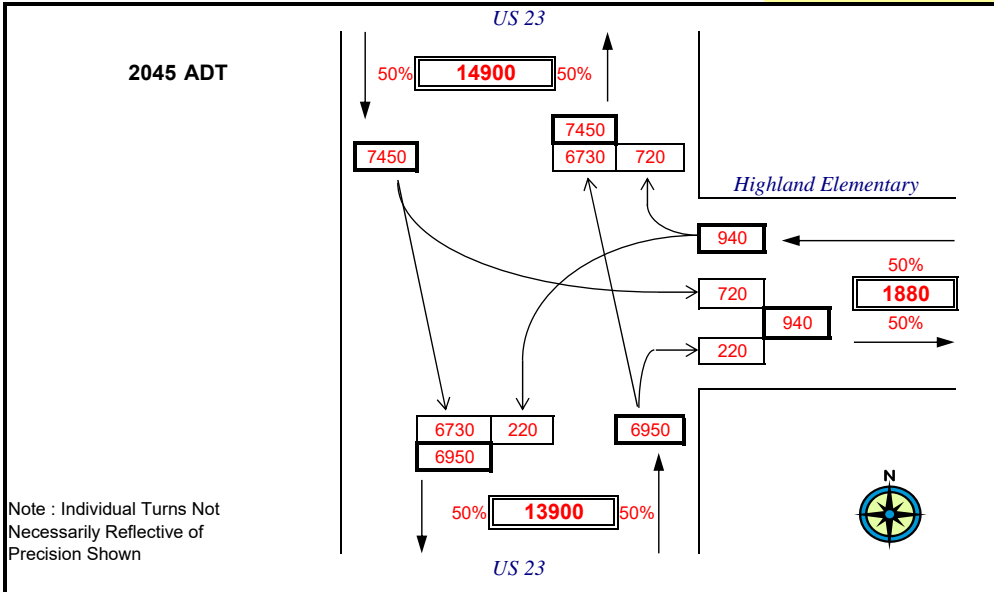 US 23
2045 ADT
50% 14900 50%
7450
7450
6730 720
Highland Elementary
940
50%
720
1880
940
50%
220
6730 220
6950
6950
50% 13900 50%
N
Note : Individual Turns Not
Necessarily Reflective of
Precision Shown
US 23